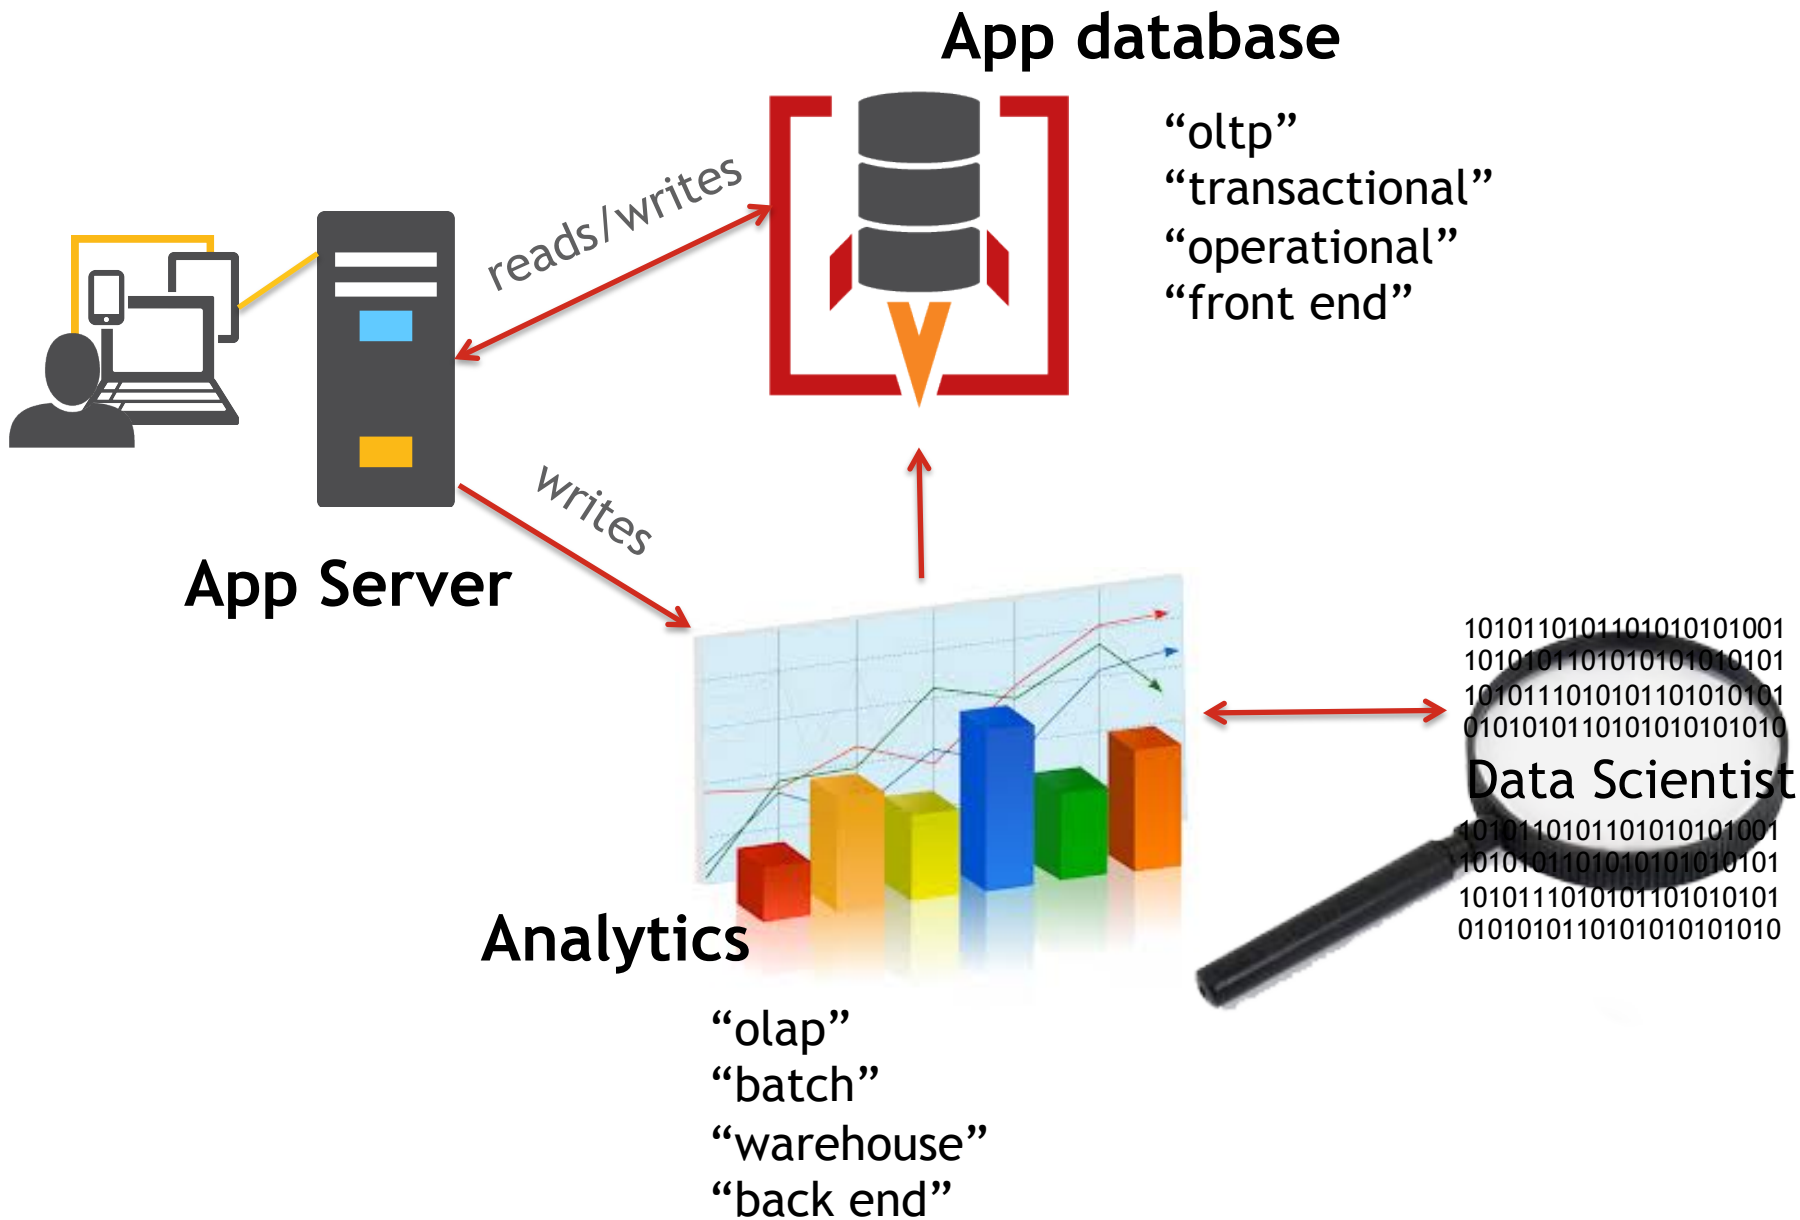 App database
“oltp”
“transactional”
“operational”
“front end”
reads/writes
writes
App Server
Analytics
“olap”
“batch”
“warehouse”
“back end”
1010110101101010101001
1010101101010101010101
1010111010101101010101
0101010110101010101010
Data Scientist
1010110101101010101001
1010101101010101010101
1010111010101101010101
0101010110101010101010